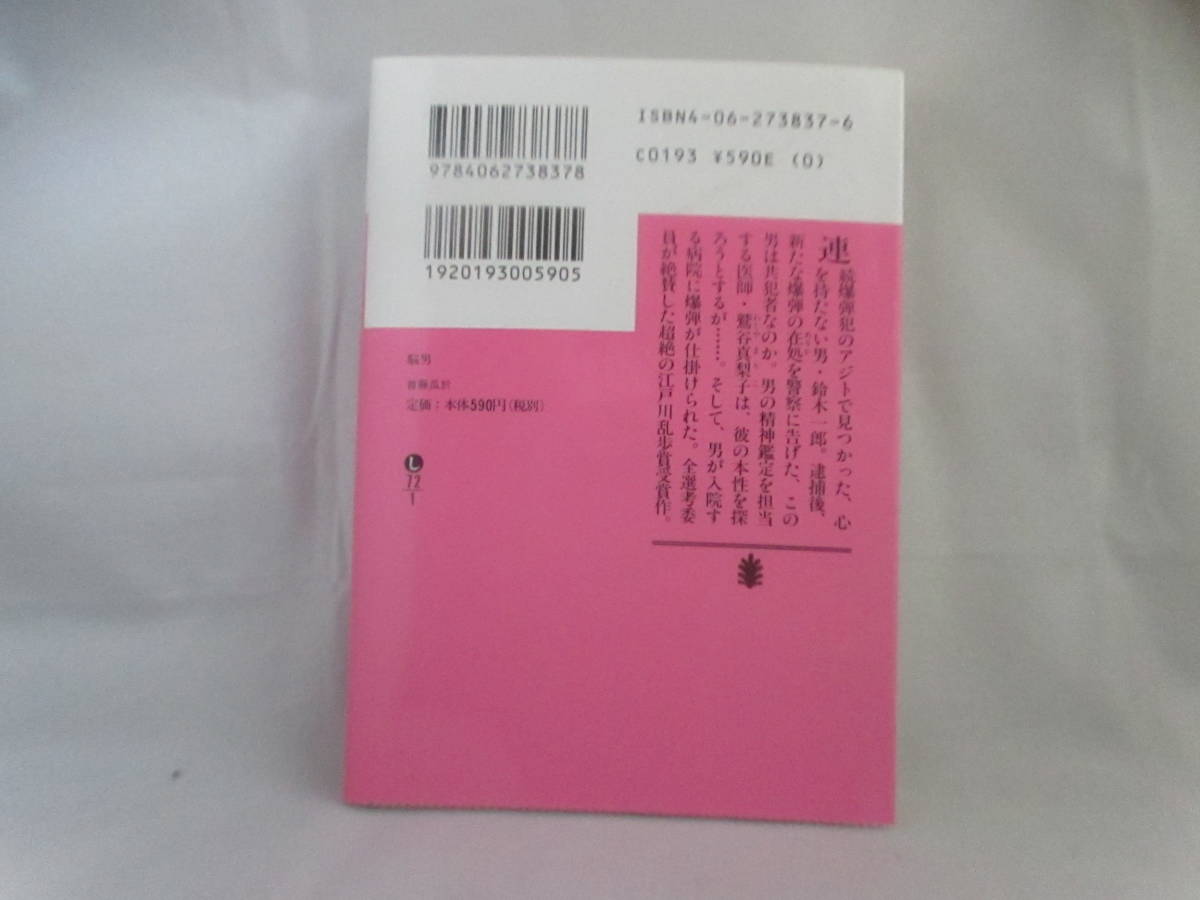 9784062738378
ISBN4-06-273837-6
C0193 ¥590E (0)
1920193005905
連続爆弾犯のアジトで見つかった、心
を持たない男・鈴木一郎。逮捕後、
新たな爆弾の在処を警察に告げた、この
男は共犯者なのか。男の精神鑑定を担当
する医師・鷲谷真梨子は、彼の本性を探
ろうとするが……。そして、男が入院す
る病院に爆弾が仕掛けられた。全選考委
員が絶賛した超絶の江戸川乱歩賞受賞作。
脳男
首藤瓜於
定価：本体590円（税別）
し
72
1